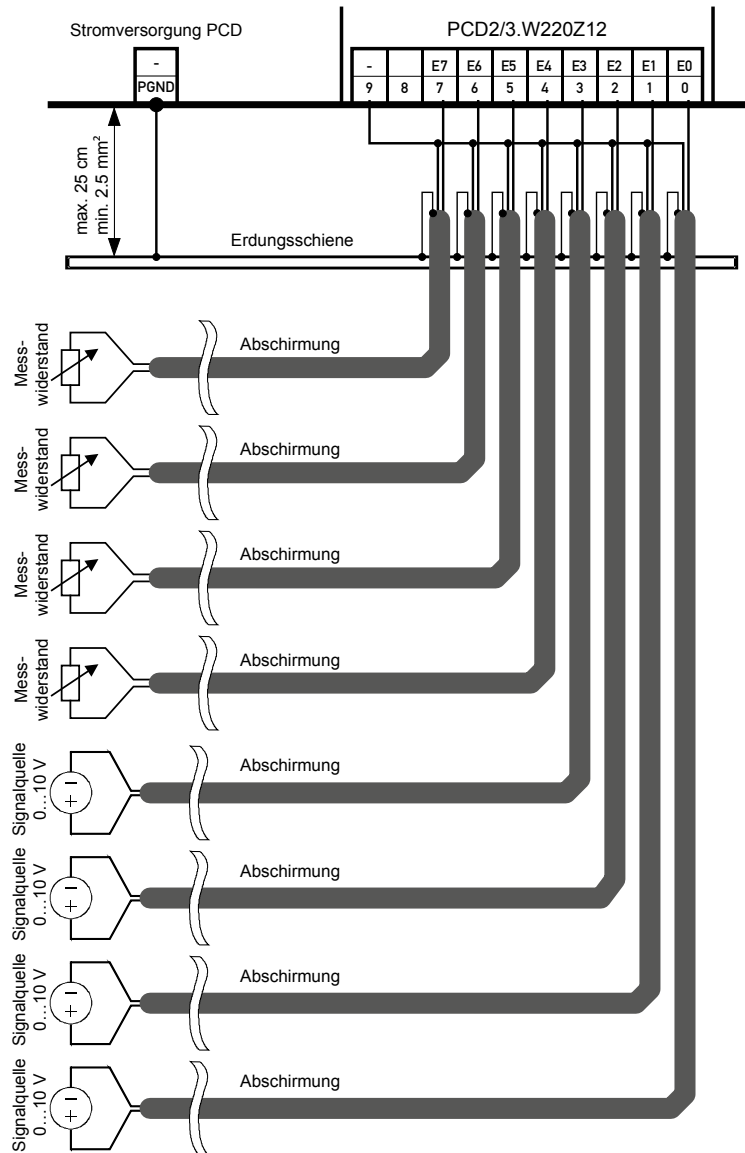 Stromversorgung PCD
PCD2/3.W220Z12
-
PGND
- E7 E6 E5 E4 E3 E2 E1 E0
9 8 7 6 5 4 3 2 1 0
max. 25 cm
min. 2.5 mm²
Erdungsschiene
Mess-
widerstand
Abschirmung
Mess-
widerstand
Abschirmung
Mess-
widerstand
Abschirmung
Mess-
widerstand
Abschirmung
Signalquelle
0...10 V
− +
Abschirmung
Signalquelle
0...10 V
− +
Abschirmung
Signalquelle
0...10 V
− +
Abschirmung
Signalquelle
0...10 V
− +
Abschirmung